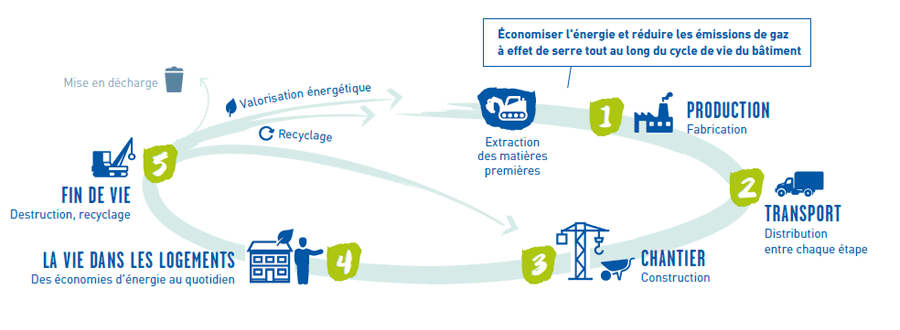 Économiser l'énergie et réduire les émissions de gaz
à effet de serre tout au long du cycle de vie du bâtiment
Mise en décharge
Valorisation énergétique
Recyclage
Extraction
des matières
premières
1
PRODUCTION
Fabrication
2
TRANSPORT
Distribution
entre chaque étape
3
CHANTIER
Construction
4
LA VIE DANS LES LOGEMENTS
Des économies d'énergie au quotidien
5
FIN DE VIE
Destruction, recyclage